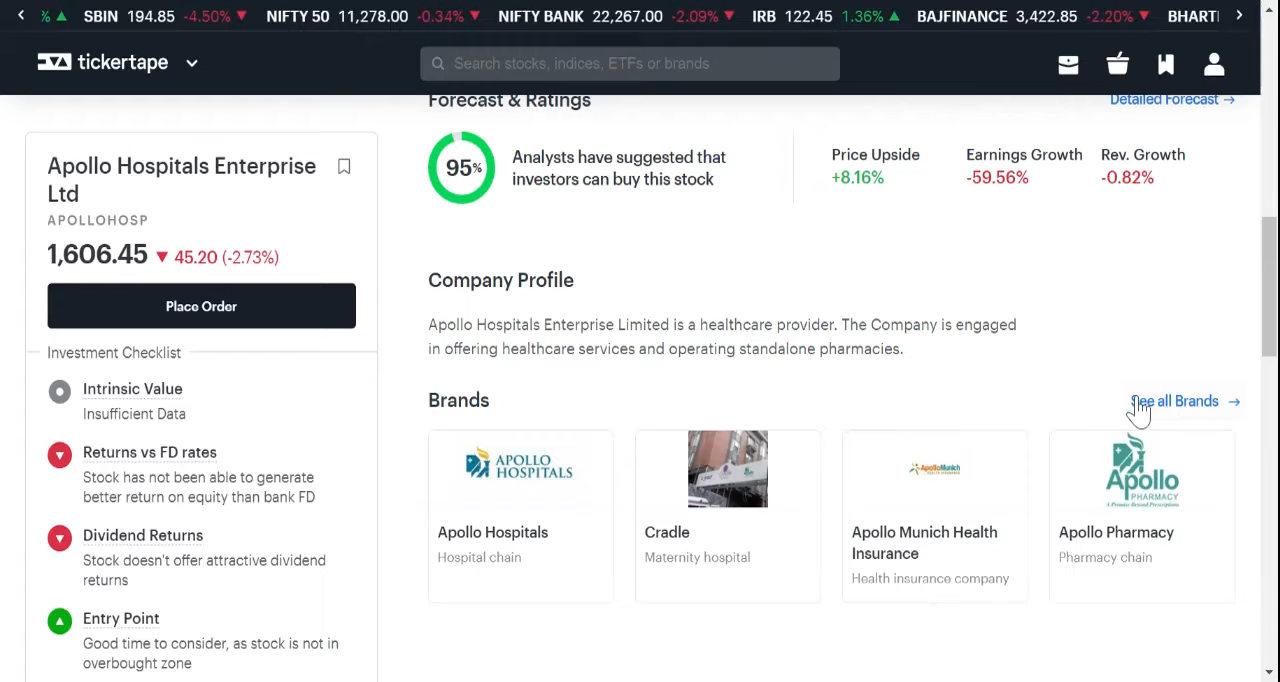 % ▲ SBIN 194.85 -4.50% ▼ NIFTY 50 11,278.00 -0.34% ▼ NIFTY BANK 22,267.00 -2.09% ▼ IRB 122.45 1.36% ▲ BAJFINANCE 3,422.85 -2.20% ▼ BHARTI
tickertape
Search stocks, indices, ETFs or brands
Forecast & Ratings
Detailed Forecast →
95%
Analysts have suggested that
investors can buy this stock
Price Upside
+8.16%
Earnings Growth
-59.56%
Rev. Growth
-0.82%
Apollo Hospitals Enterprise
Ltd
APOLLOHOSP
1,606.45 ▼ 45.20 (-2.73%)
Place Order
Investment Checklist
Intrinsic Value
Insufficient Data
Returns vs FD rates
Stock has not been able to generate
better return on equity than bank FD
Dividend Returns
Stock doesn't offer attractive dividend
returns
Entry Point
Good time to consider, as stock is not in
overbought zone
Company Profile
Apollo Hospitals Enterprise Limited is a healthcare provider. The Company is engaged
in offering healthcare services and operating standalone pharmacies.
Brands
See all Brands →
APOLLO
HOSPITALS
Apollo Hospitals
Hospital chain
Cradle
Maternity hospital
ApolloMunich
Apollo Munich Health
Insurance
Health insurance company
Apollo
PHARMACY
Apollo Pharmacy
Pharmacy chain